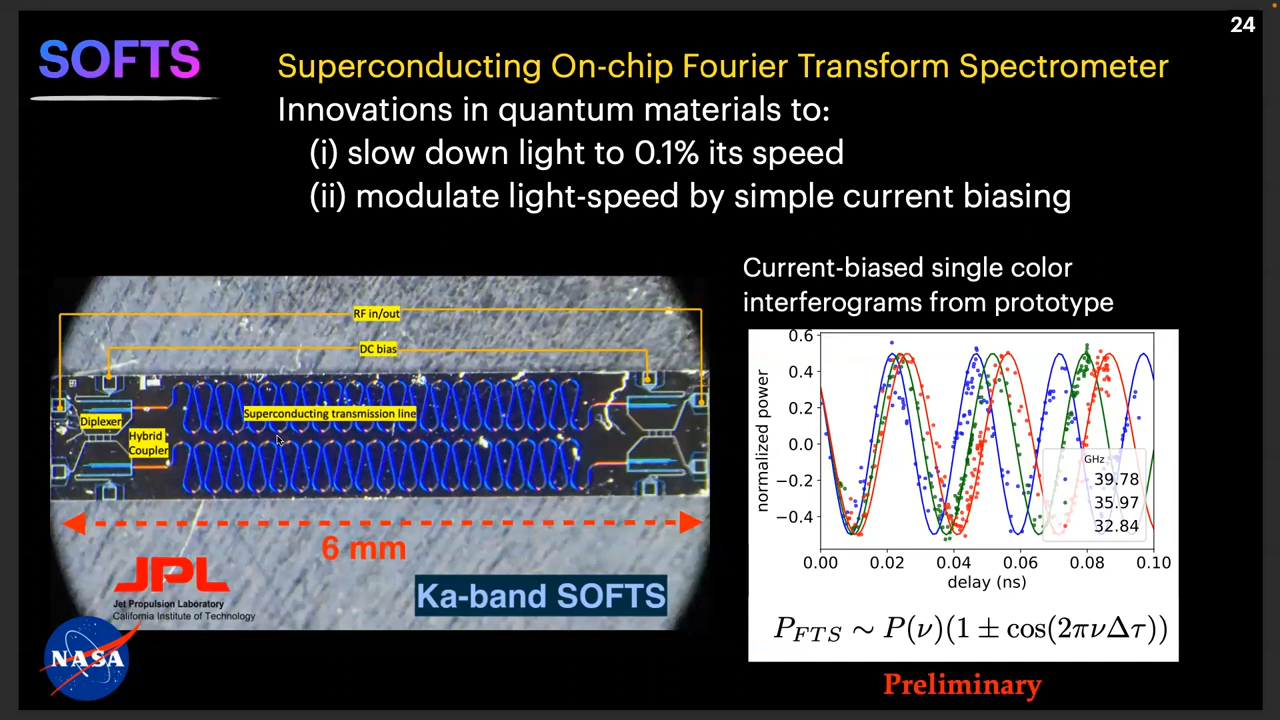 24
SOFTS
Superconducting On-chip Fourier Transform Spectrometer
Innovations in quantum materials to:
(i) slow down light to 0.1% its speed
(ii) modulate light-speed by simple current biasing
RF in/out
DC bias
Superconducting transmission line
Diplexer
Hybrid
Coupler
6 mm
Ka-band SOFTS
JPL
Jet Propulsion Laboratory
California Institute of Technology
NASA
Current-biased single color
interferograms from prototype
0.6
0.4
0.2
0.0
−0.2
−0.4
normalized power
GHz
39.78
35.97
32.84
0.00 0.02 0.04 0.06 0.08 0.10
delay (ns)
P_{FTS} ∼ P(ν)(1 ± cos(2πνΔτ))
Preliminary